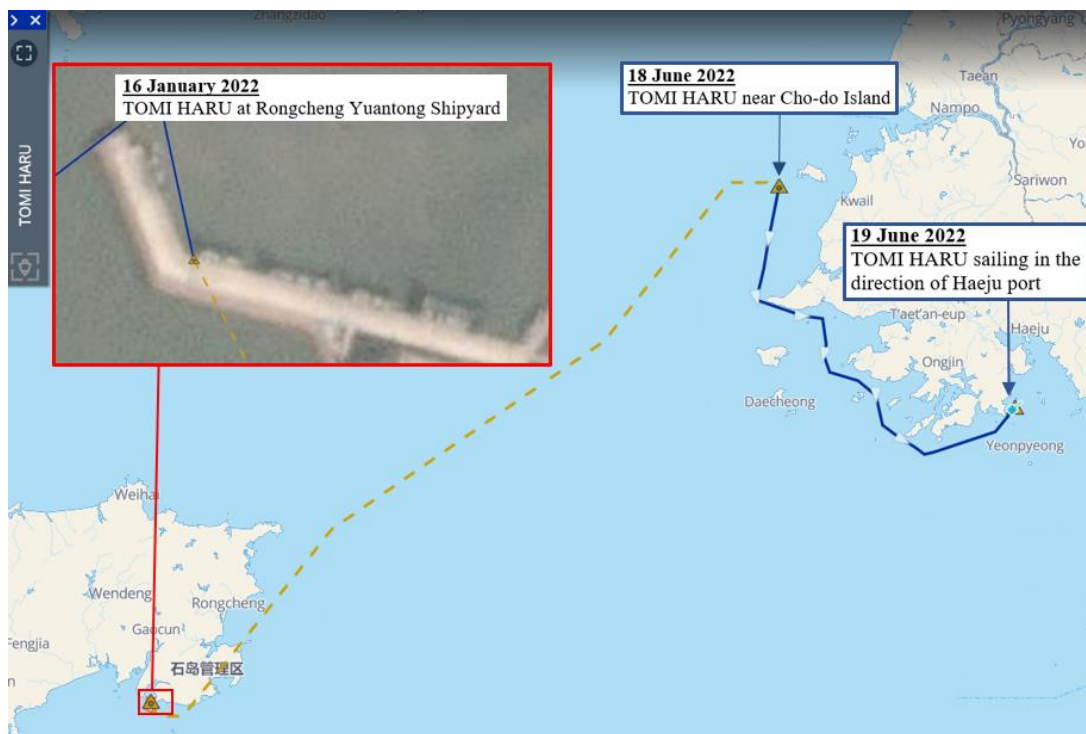 Zhangzidao
Pyongyang
TOMI HARU
16 January 2022
TOMI HARU at Rongcheng Yuantong Shipyard
18 June 2022
TOMI HARU near Cho-do Island
Taean
Nampo
Sariwon
Kwail
19 June 2022
TOMI HARU sailing in the
direction of Haeju port
T'aet'an-eup
Haeju
Ongjin
Daecheong
Yeonpyeong
Weihai
Wendeng
Rongcheng
Gaocun
Fengjia
石岛管理区